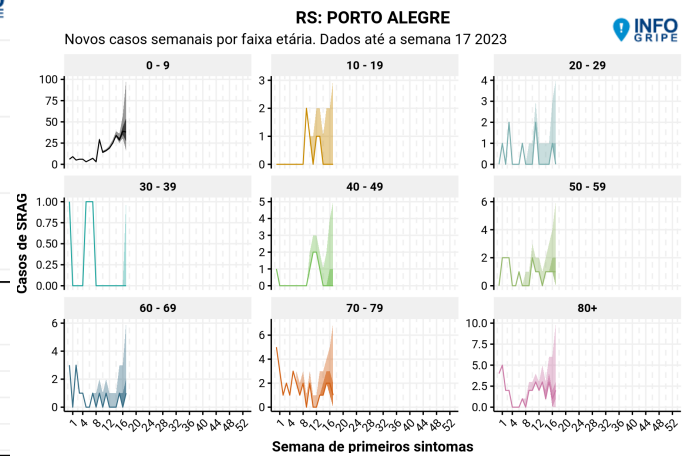 RS: PORTO ALEGRE
Novos casos semanais por faixa etária. Dados até a semana 17 2023
INFO
GRIPE
0 - 9
10 - 19
20 - 29
100
75
50
25
0
3
2
1
0
4
3
2
1
0
30 - 39
40 - 49
50 - 59
Casos de SRAG
1.00
0.75
0.50
0.25
0.00
5
4
3
2
1
0
6
4
2
0
60 - 69
70 - 79
80+
6
4
2
0
6
4
2
0
10.0
7.5
5.0
2.5
0.0
1 4 8 12 16 20 24 28 32 36 40 44 48 52
1 4 8 12 16 20 24 28 32 36 40 44 48 52
1 4 8 12 16 20 24 28 32 36 40 44 48 52
Semana de primeiros sintomas